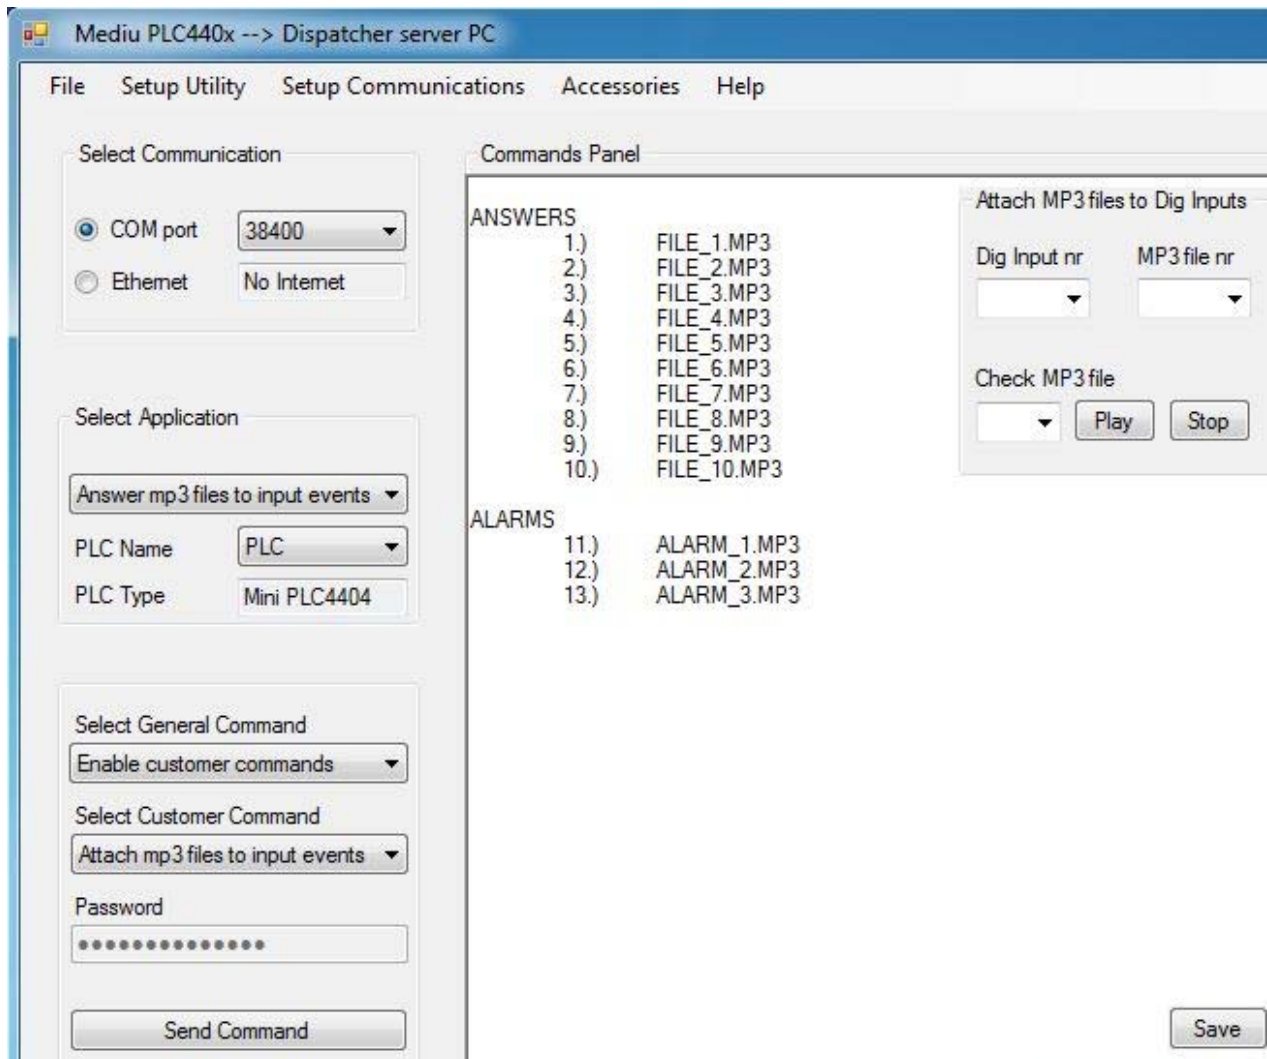 Mediu PLC440x --> Dispatcher server PC
File Setup Utility Setup Communications Accessories Help
Select Communication
COM port 38400
Ethernet No Internet
Select Application
Answer mp3 files to input events
PLC Name PLC
PLC Type Mini PLC4404
Select General Command
Enable customer commands
Select Customer Command
Attach mp3 files to input events
Password
●●●●●●●●●●●●●●
Send Command
Commands Panel
ANSWERS
1.) FILE_1.MP3
2.) FILE_2.MP3
3.) FILE_3.MP3
4.) FILE_4.MP3
5.) FILE_5.MP3
6.) FILE_6.MP3
7.) FILE_7.MP3
8.) FILE_8.MP3
9.) FILE_9.MP3
10.) FILE_10.MP3
ALARMS
11.) ALARM_1.MP3
12.) ALARM_2.MP3
13.) ALARM_3.MP3
Attach MP3 files to Dig Inputs
Dig Input nr MP3 file nr
Check MP3 file
Play Stop
Save